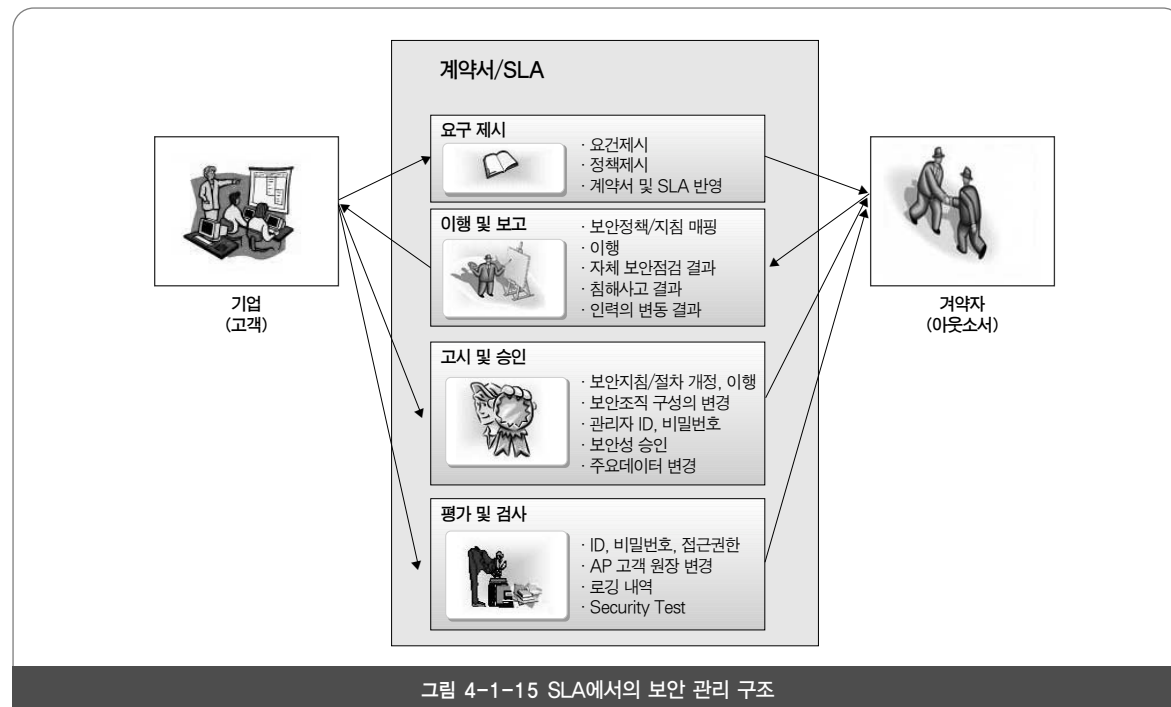 계약서/SLA
요구 제시
· 요건제시
· 정책제시
· 계약서 및 SLA 반영
이행 및 보고
· 보안정책/지침 매핑
· 이행
· 자체 보안점검 결과
· 침해사고 결과
· 인력의 변동 결과
기업
(고객)
겨약자
(아웃소서)
고시 및 승인
· 보안지침/절차 개정, 이행
· 보안조직 구성의 변경
· 관리자 ID, 비밀번호
· 보안성 승인
· 주요데이터 변경
평가 및 검사
· ID, 비밀번호, 접근권한
· AP 고객 원장 변경
· 로깅 내역
· Security Test
그림 4-1-15 SLA에서의 보안 관리 구조